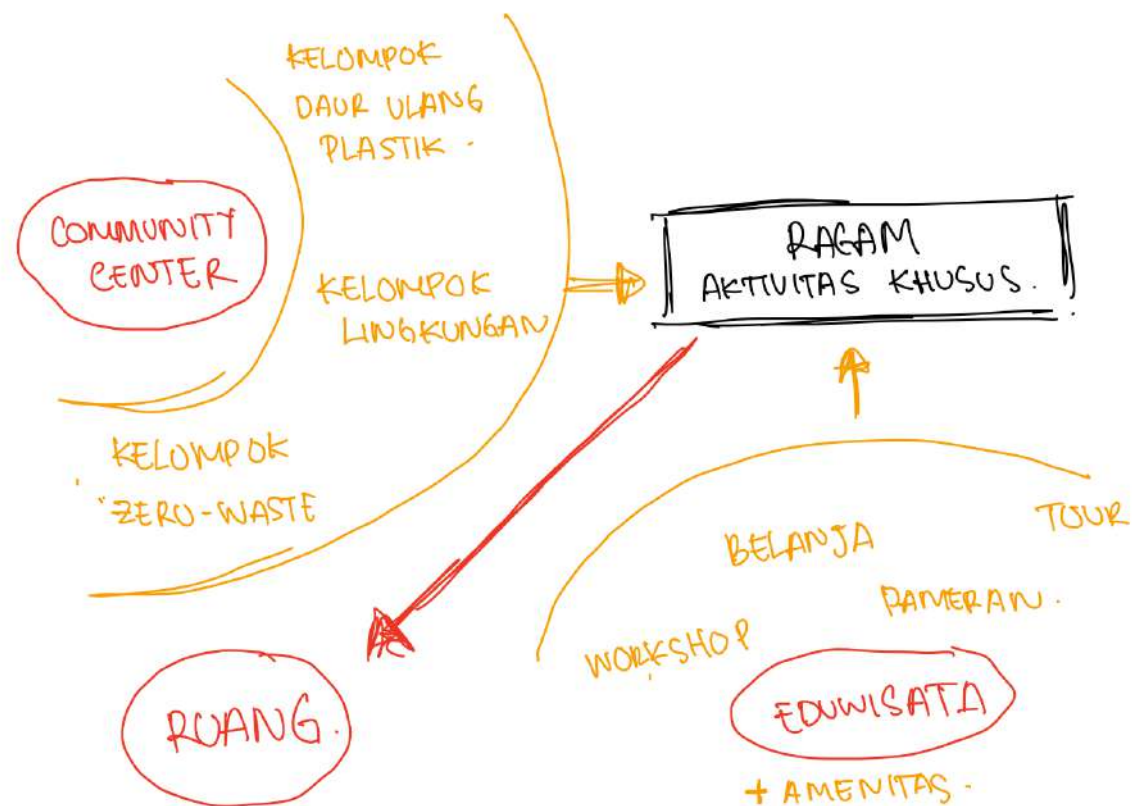 KELOMPOK
DAUR ULANG
PLASTIK.
COMMUNITY
CENTER
KELOMPOK
LINGKUNGAN
KELOMPOK
ZERO-WASTE
RAGAM
AKTIVITAS KHUSUS.
RUANG.
TOUR
BELANJA
PAMERAN.
WORKSHOP
EDUWISATA
+ AMENITAS.